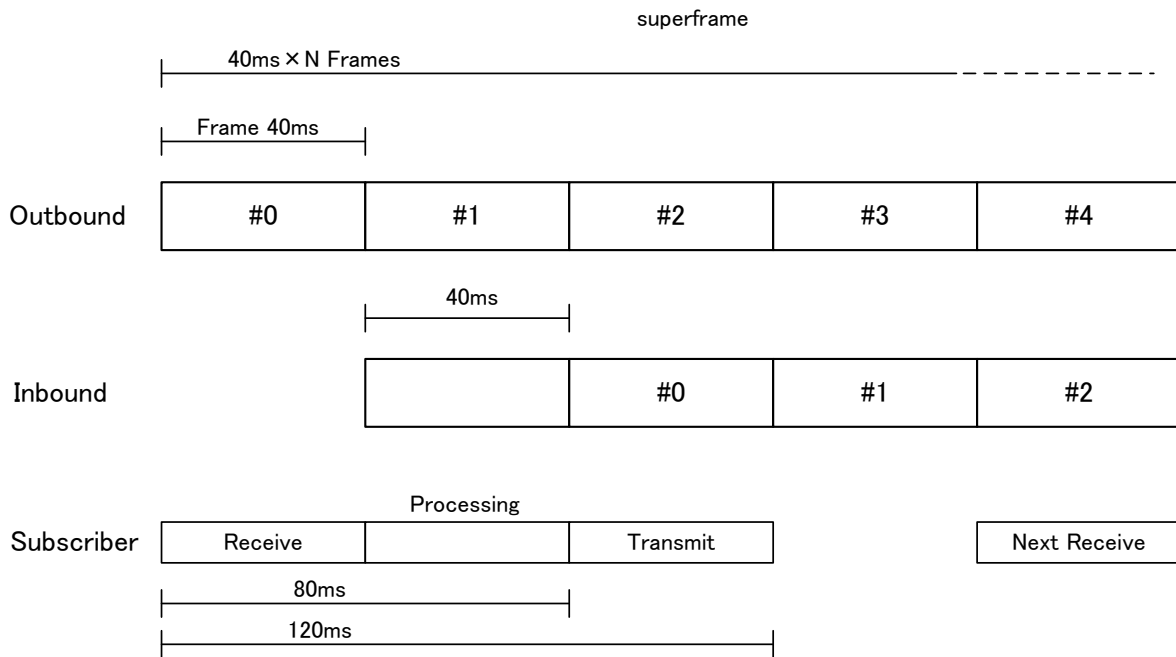 superframe
40ms×N Frames
Frame 40ms
Outbound #0 #1 #2 #3 #4
40ms
Inbound #0 #1 #2
Processing
Subscriber Receive Transmit Next Receive
80ms
120ms